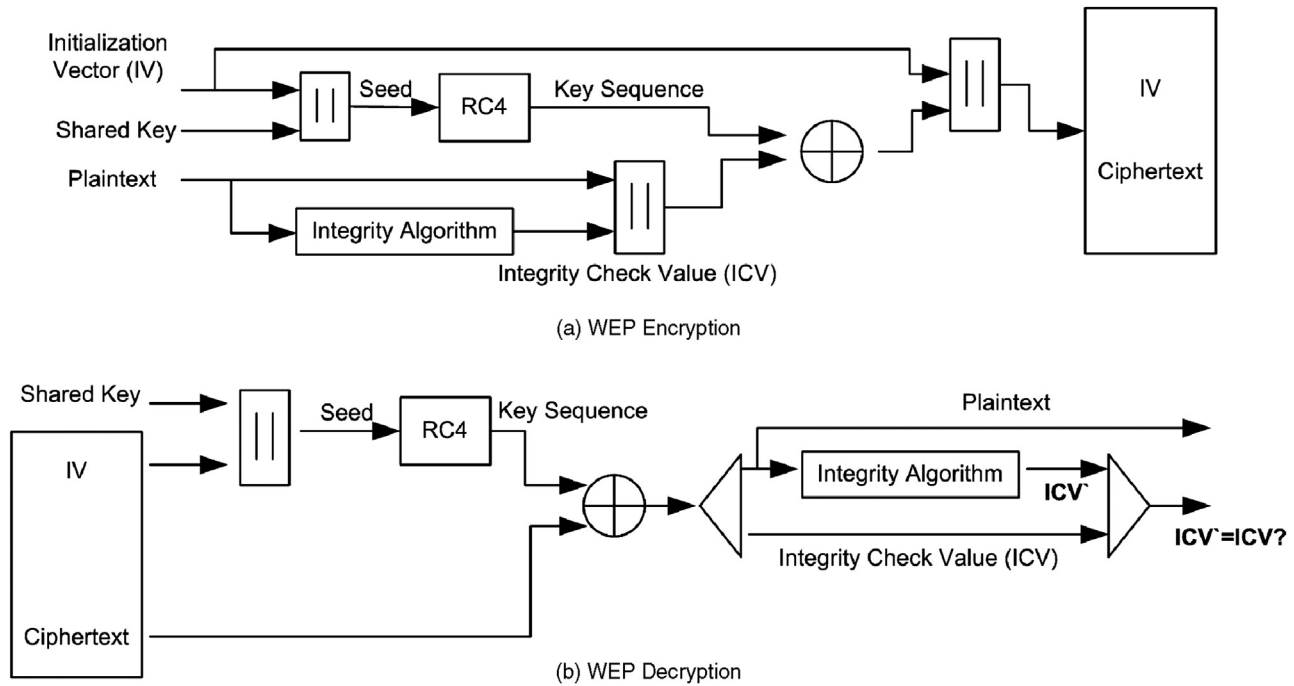 Initialization
Vector (IV)
Seed
RC4
Key Sequence
||
||
IV
Shared Key
Plaintext
||
Ciphertext
Integrity Algorithm
Integrity Check Value (ICV)
(a) WEP Encryption
Shared Key
||
Seed
RC4
Key Sequence
Plaintext
IV
Integrity Algorithm
ICV`
ICV`=ICV?
Integrity Check Value (ICV)
Ciphertext
(b) WEP Decryption